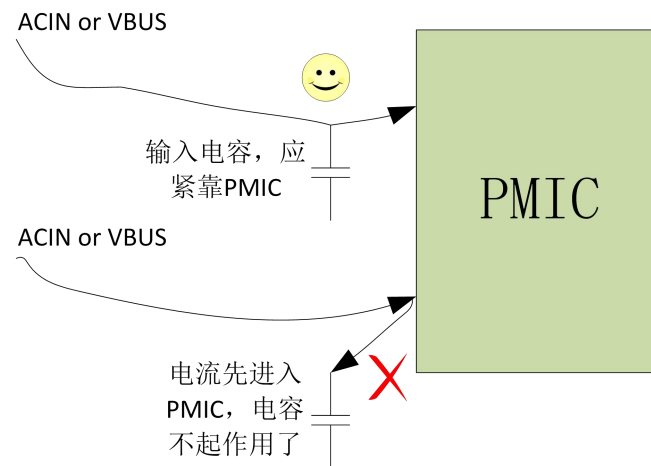 ACIN or VBUS
输入电容，应
紧靠PMIC
PMIC
ACIN or VBUS
电流先进入
PMIC，电容
不起作用了